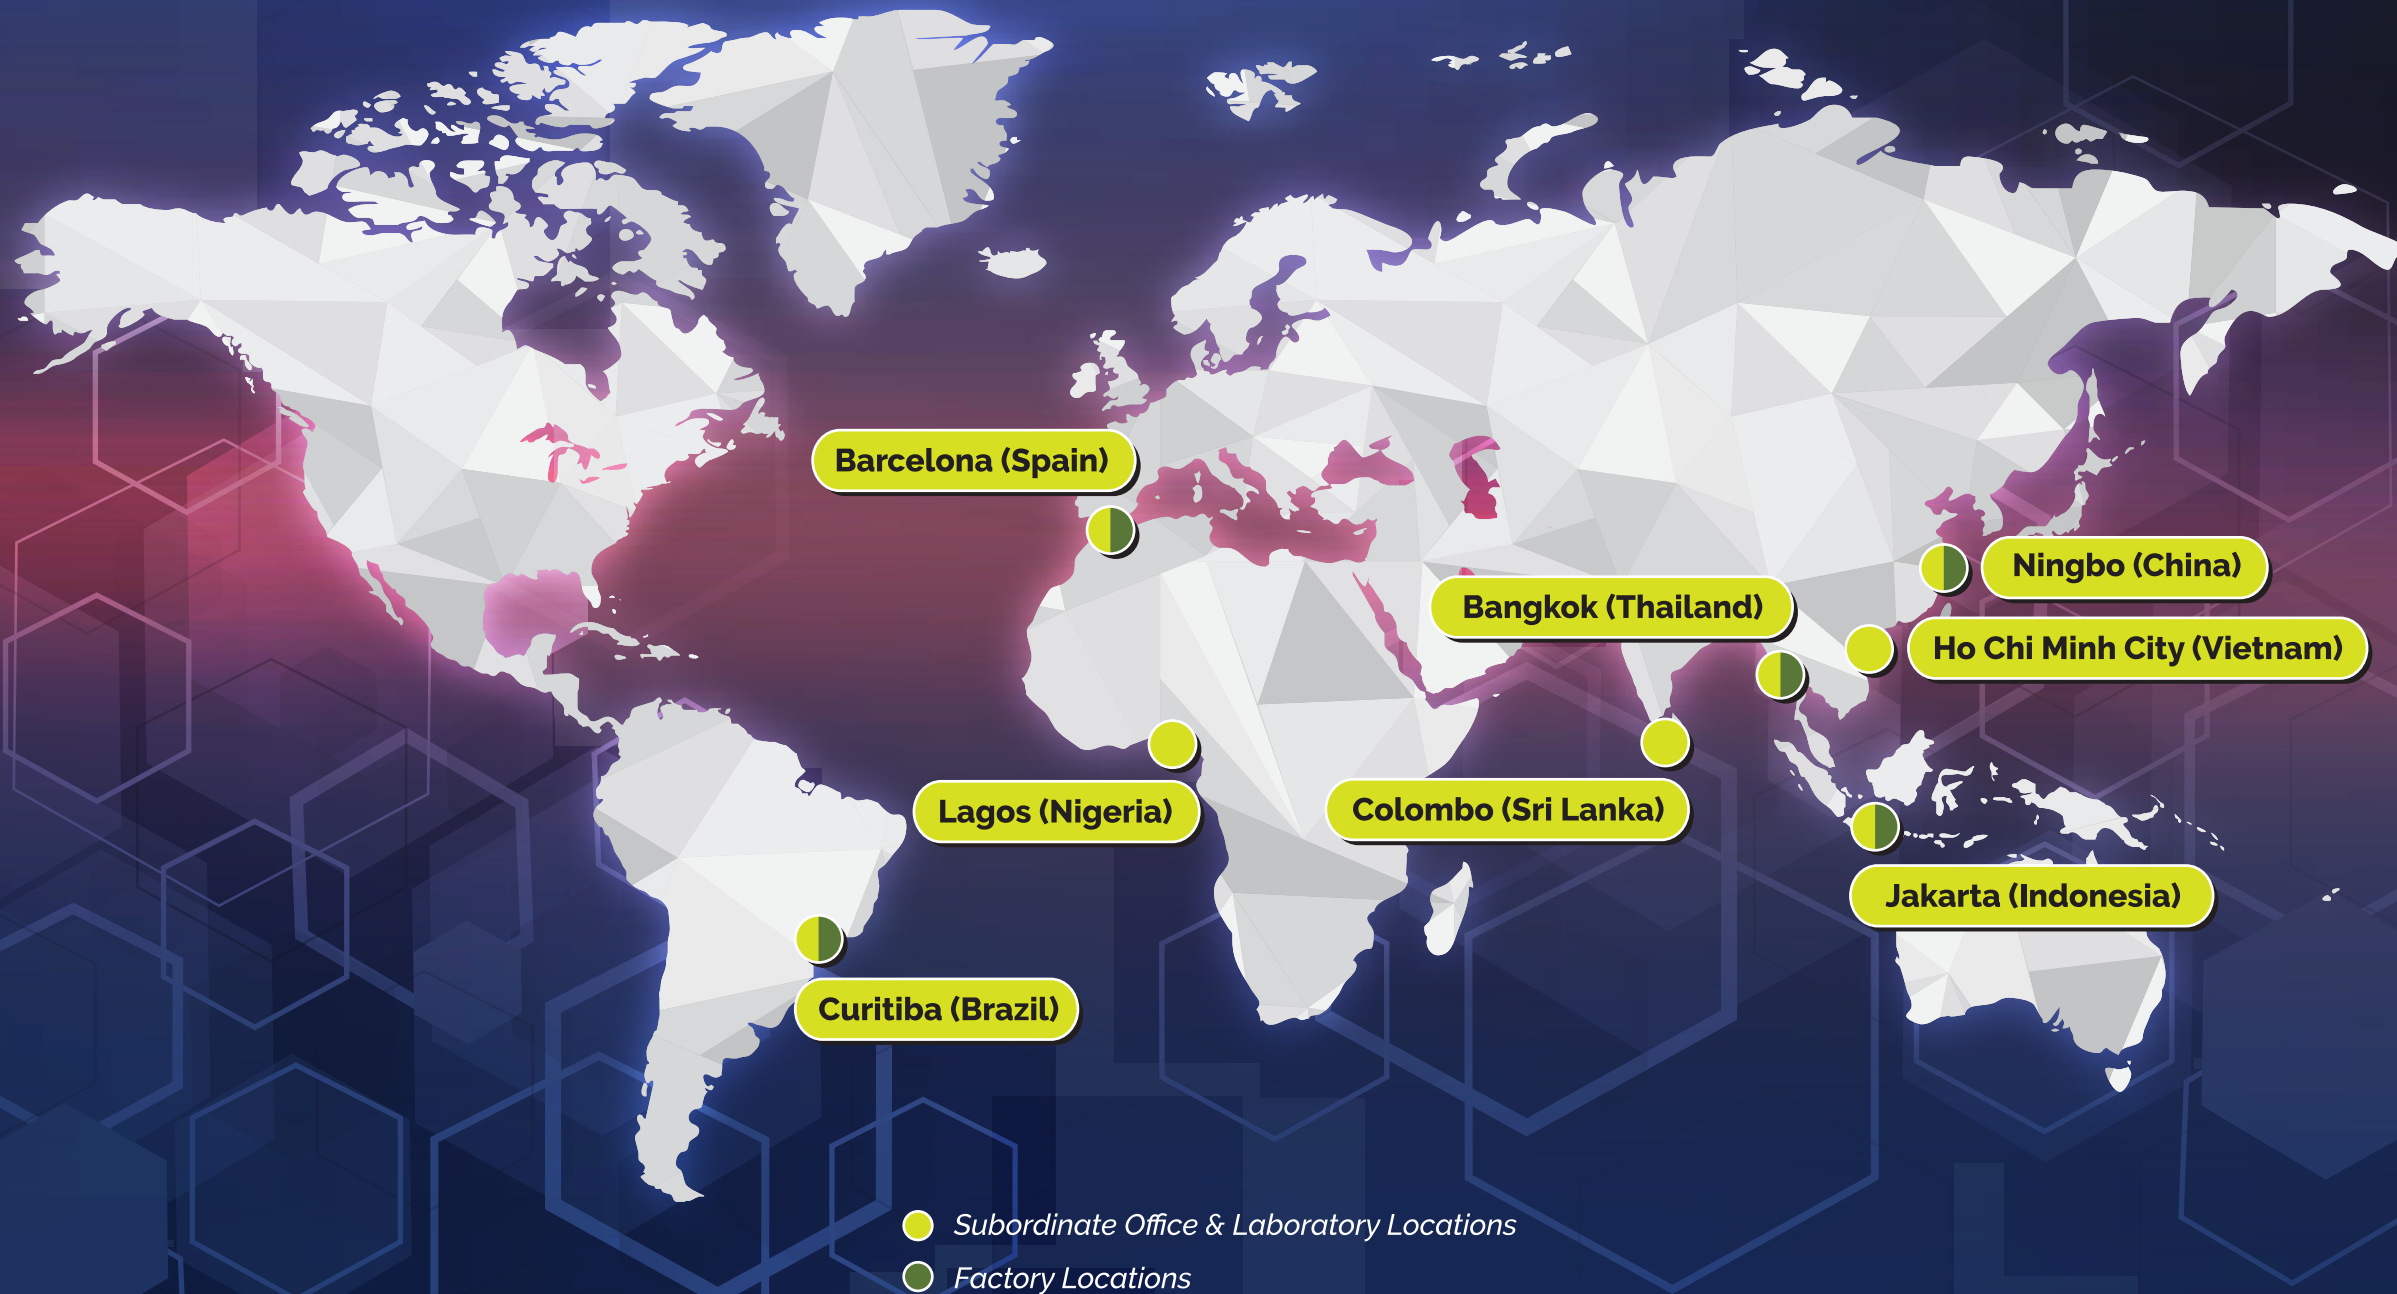 Barcelona (Spain)
Ningbo (China)
Bangkok (Thailand)
Ho Chi Minh City (Vietnam)
Lagos (Nigeria)
Colombo (Sri Lanka)
Jakarta (Indonesia)
Curitiba (Brazil)
Subordinate Office & Laboratory Locations
Factory Locations